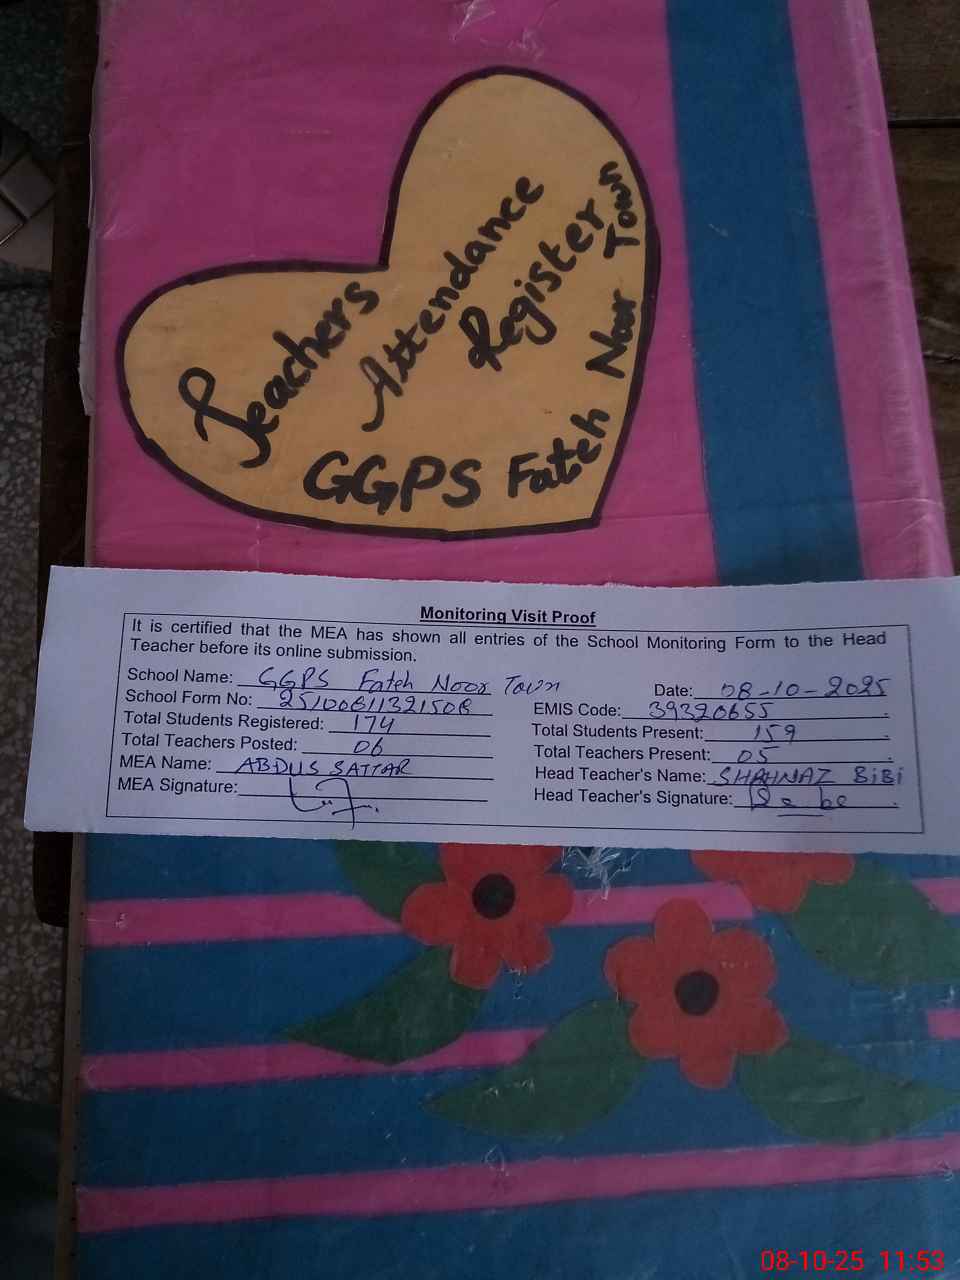 Teachers
Attendance
Register
GGPS Fateh Noor Town
Monitoring Visit Proof
It is certified that the MEA has shown all entries of the School Monitoring Form to the Head
Teacher before its online submission.
School Name: GGPS Fateh Noor Town
Date: 08-10-2025
School Form No: 2510081132150B
EMIS Code: 39320655
Total Students Registered: 174
Total Students Present: 159
Total Teachers Posted: 06
Total Teachers Present: 05
MEA Name: ABDUS SATTAR
Head Teacher's Name: SHAHNAZ BiBi
MEA Signature:
Head Teacher's Signature:
08-10-25 11:53